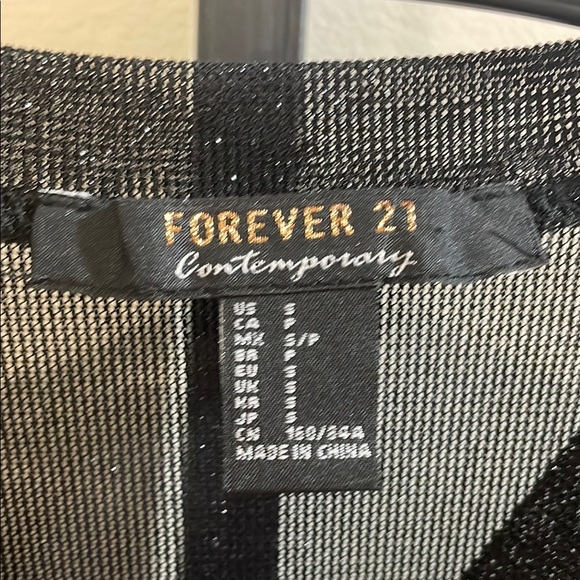 FOREVER 21
Contemporary
US S
CA P
MX S/P
BR P
EU S
UK S
KR S
JP S
CN 160/84A
MADE IN CHINA